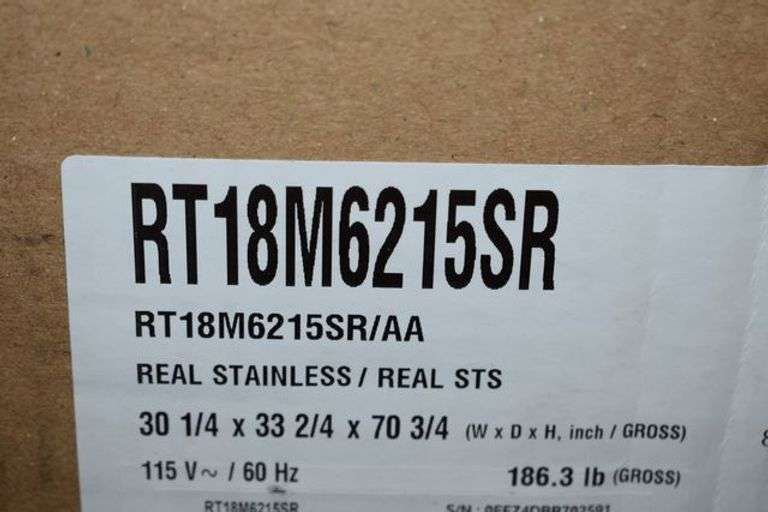 RT18M6215SR
RT18M6215SR/AA
REAL STAINLESS / REAL STS
30 1/4 x 33 2/4 x 70 3/4 (W x D x H, inch / GROSS)
115 V~ / 60 Hz 186.3 lb (GROSS)
RT18M6215SR S/N :